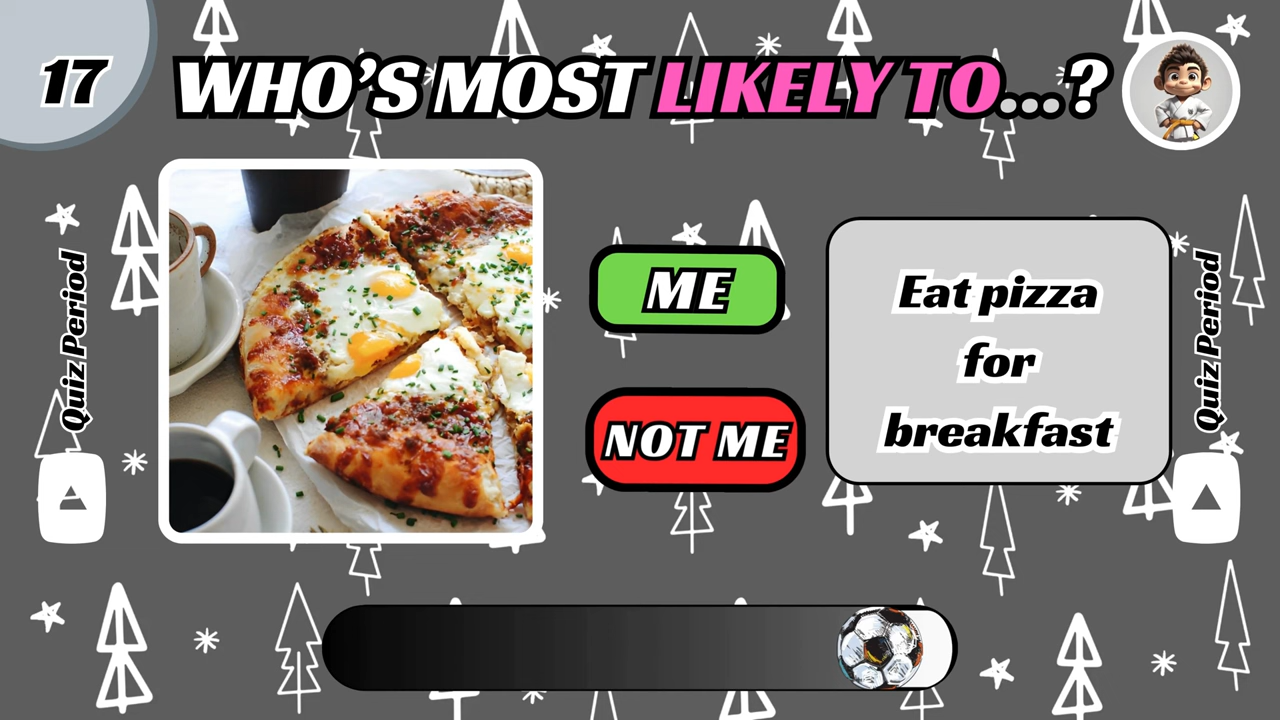 17
WHO'S MOST LIKELY TO...?
Quiz Period
ME
NOT ME
Eat pizza
for
breakfast
Quiz Period